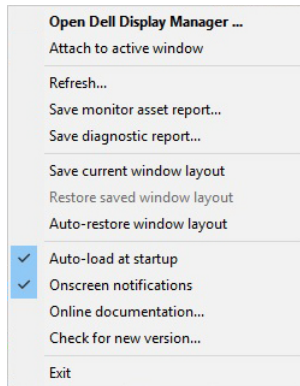 Open Dell Display Manager ...
Attach to active window
Refresh...
Save monitor asset report...
Save diagnostic report...
Save current window layout
Restore saved window layout
Auto-restore window layout
Auto-load at startup
Onscreen notifications
Online documentation...
Check for new version...
Exit